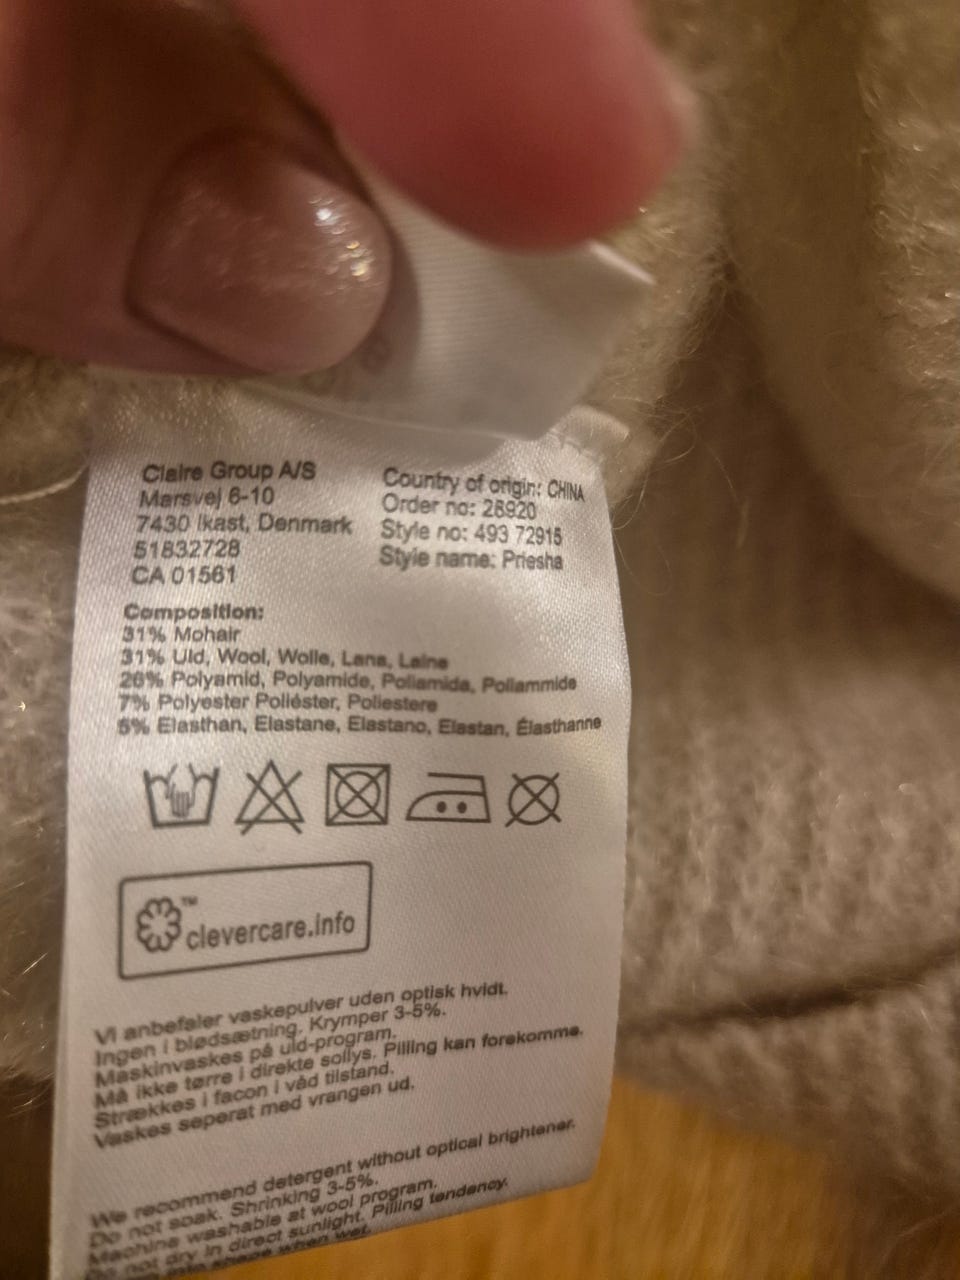 Claire Group A/S
Marsvej 6-10
7430 Ikast, Denmark
51832728
CA 01561
Country of origin: CHINA
Order no: 28920
Style no: 493 72915
Style name: Priesha
Composition:
31% Mohair
31% Uld, Wool, Wolle, Lana, Laine
26% Polyamid, Polyamide, Poliamida, Poliammide
7% Polyester Poliéster, Poliestere
5% Elasthan, Elastane, Elastano, Elastan, Élasthanne
™
clevercare.info
Vi anbefaler vaskepulver uden optisk hvidt.
Ingen i blødsætning. Krymper 3-5%.
Maskinvaskes på uld-program.
Må ikke tørre i direkte sollys. Pilling kan forekomme.
Strækkes i facon i våd tilstand.
Vaskes seperat med vrangen ud.
We recommend detergent without optical brightener.
Do not soak. Shrinking 3-5%.
Machine washable at wool program.
Do not dry in direct sunlight. Pilling tendency.
into shape when wet.